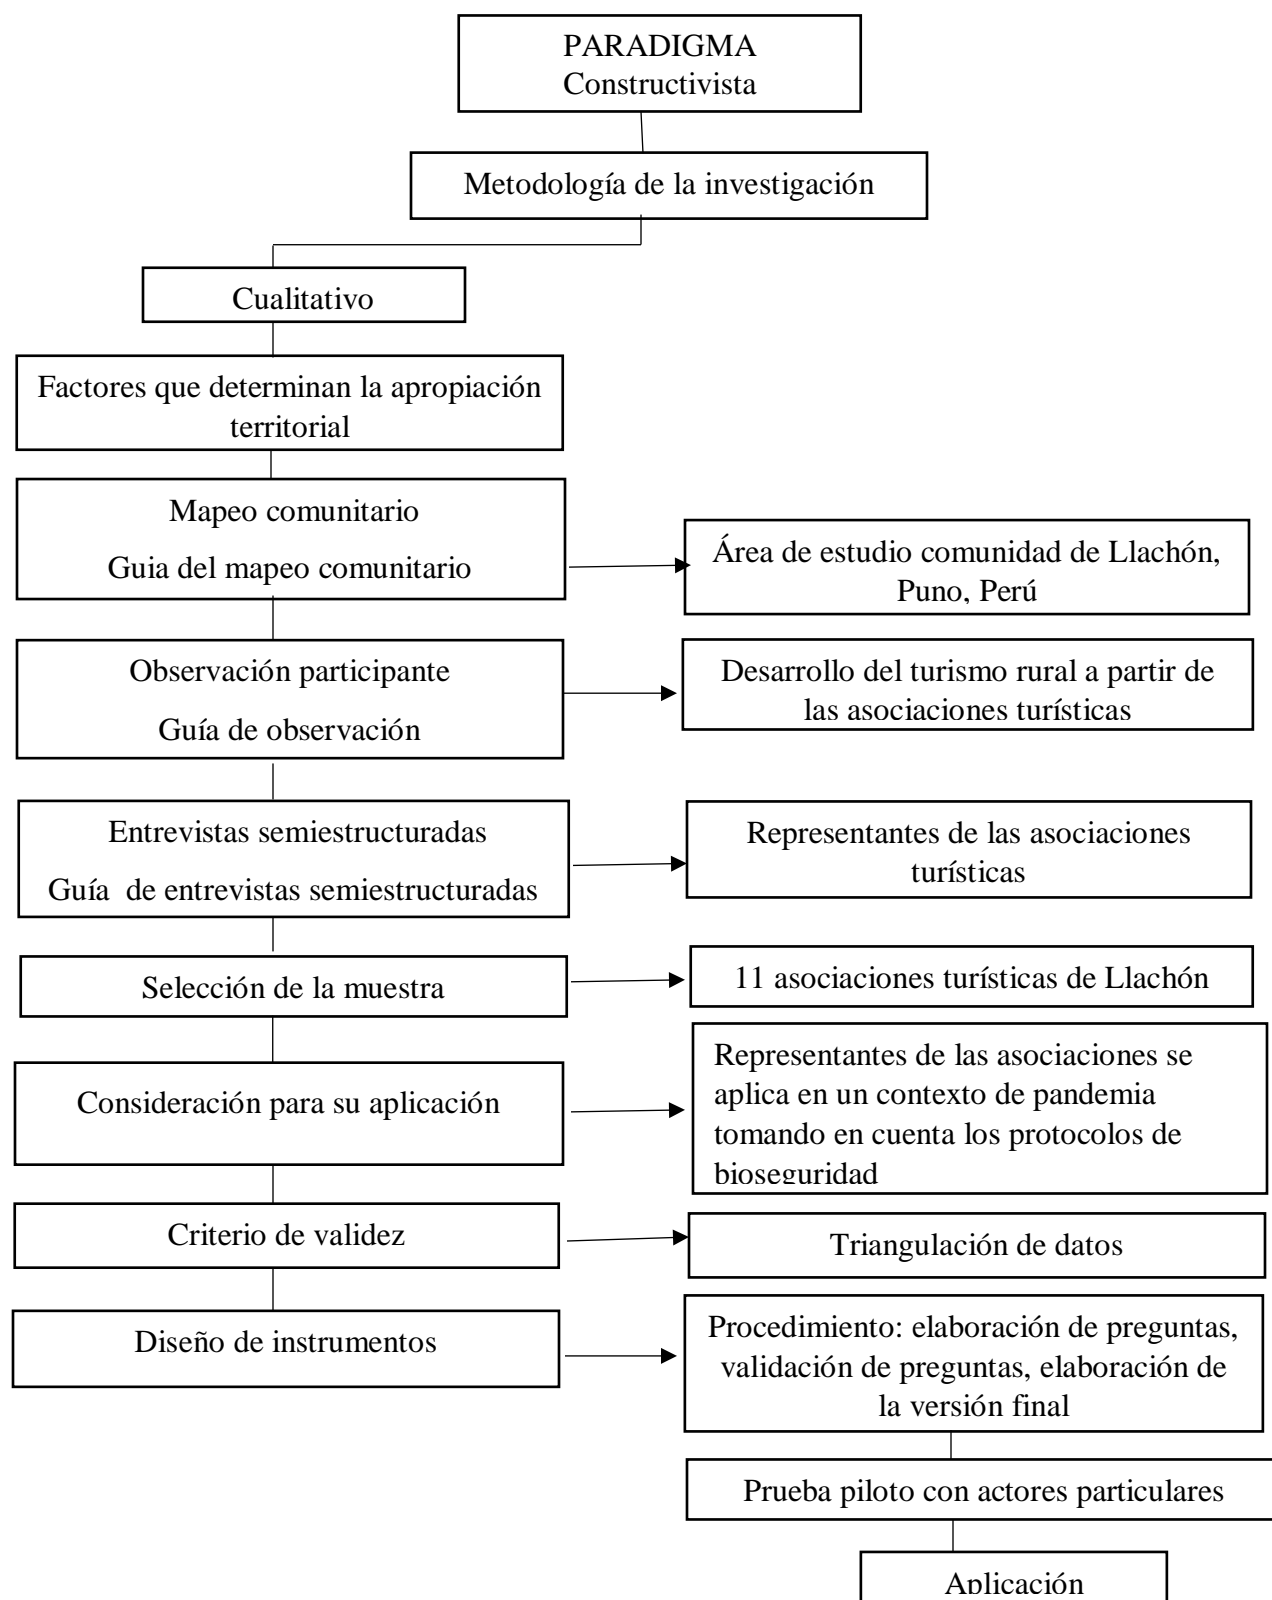 PARADIGMA
Constructivista
Metodología de la investigación
Cualitativo
Factores que determinan la apropiación
territorial
Mapeo comunitario
Guia del mapeo comunitario
Área de estudio comunidad de Llachón,
Puno, Perú
Observación participante
Guía de observación
Desarrollo del turismo rural a partir de
las asociaciones turísticas
Entrevistas semiestructuradas
Guía de entrevistas semiestructuradas
Representantes de las asociaciones
turísticas
Selección de la muestra
11 asociaciones turísticas de Llachón
Consideración para su aplicación
Representantes de las asociaciones se
aplica en un contexto de pandemia
tomando en cuenta los protocolos de
bioseguridad
Criterio de validez
Triangulación de datos
Diseño de instrumentos
Procedimiento: elaboración de preguntas,
validación de preguntas, elaboración de
la versión final
Prueba piloto con actores particulares
Aplicación